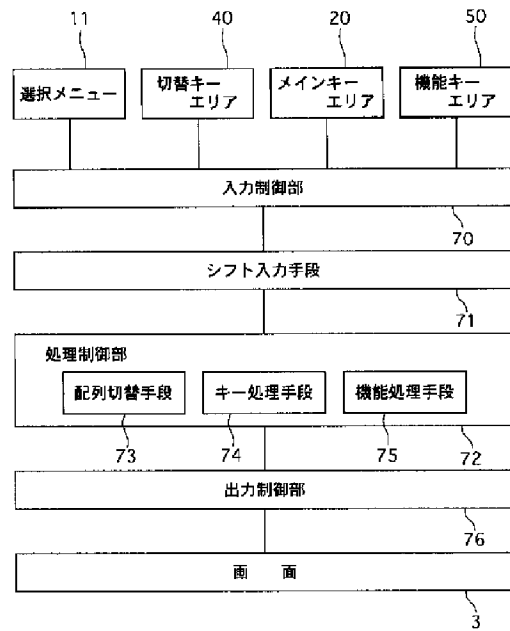 11
40
20
50
選択メニュー
切替キー
エリア
メインキー
エリア
機能キー
エリア
入力制御部
70
シフト入力手段
71
処理制御部
配列切替手段
キー処理手段
機能処理手段
73
74
75
72
出力制御部
76
画 面
3